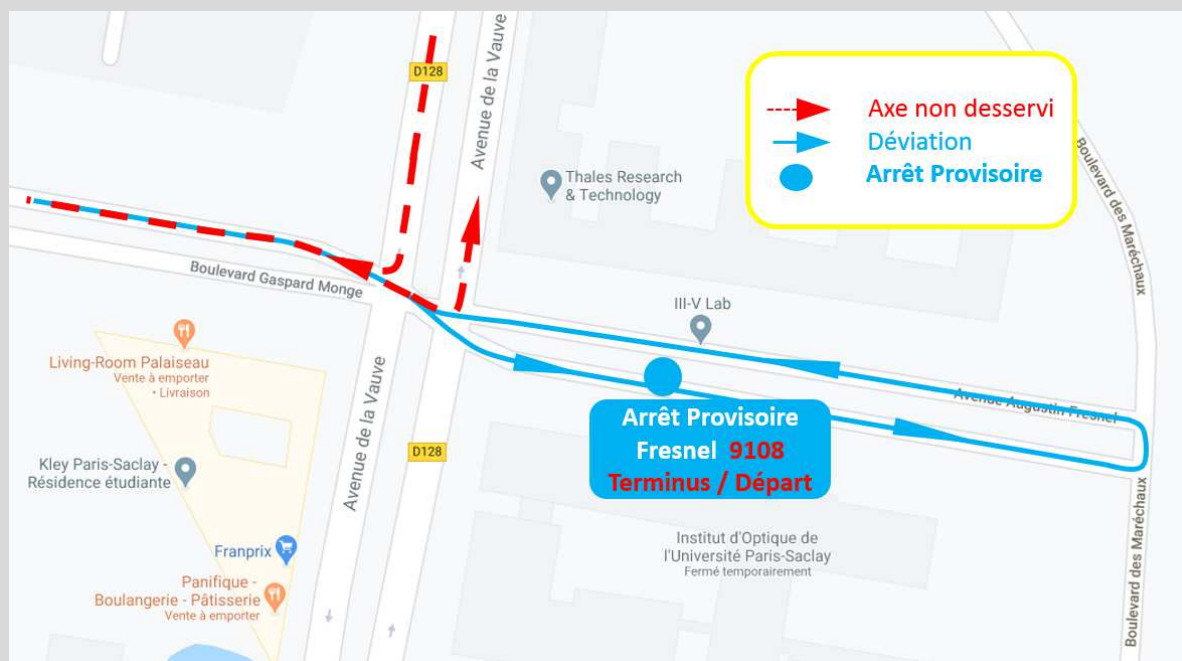 D128
Avenue de la Vauve
Axe non desservi
Déviation
Arrêt Provisoire
Thales Research
& Technology
Boulevard des Maréchaux
Boulevard Gaspard Monge
III-V Lab
Living-Room Palaiseau
Vente à emporter
• Livraison
Avenue de la Vauve
Avenue Augustin Fresnel
Arrêt Provisoire
Fresnel 9108
Terminus / Départ
D128
Kley Paris-Saclay -
Résidence étudiante
Institut d'Optique de
l'Université Paris-Saclay
Fermé temporairement
Franprix
Panifique -
Boulangerie - Pâtisserie
Vente à emporter
Boulevard des Maréchaux